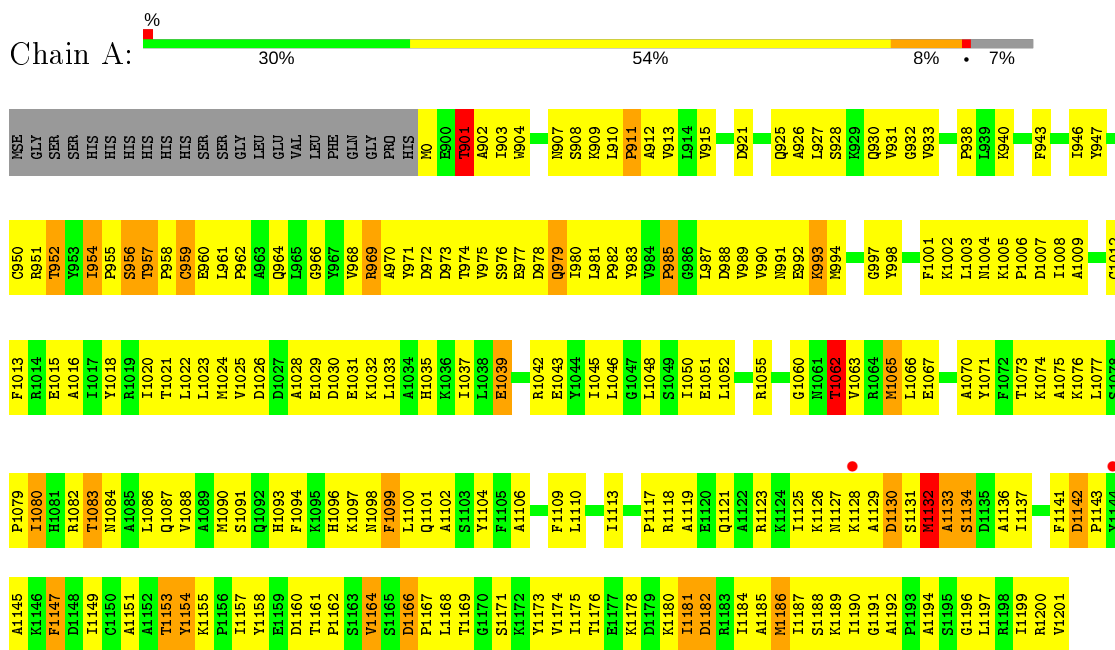 %
Chain A:
30% 54% 8% • 7%
MSE GLY SER SER HIS HIS HIS HIS HIS HIS SER SER GLY LEU GLU VAL LEU PHE GLN GLY PRO HIS M0 E900 T901 A902 I903 W904 N907 S908 K909 L910 P911 A912 V913 L914 V915 D921 Q925 A926 L927 S928 K929 Q930 V931 G932 V933 P938 L939 K940 F943 I946 Y947
C950 R951 T952 Y953 I954 P955 S956 T957 P958 C959 E960 L961 P962 A963 Q964 L965 G966 Y967 V968 R969 A970 Y971 D972 D973 T974 V975 S976 E977 D978 Q979 I980 L981 P982 Y983 V984 P985 G986 L987 D988 V989 V990 N991 E992 K993 M994 G997 Y998 F1001 K1002 L1003 N1004 K1005 P1006 D1007 I1008 A1009 C1012
F1013 R1014 E1015 A1016 I1017 Y1018 R1019 I1020 T1021 L1022 L1023 M1024 V1025 D1026 D1027 A1028 E1029 D1030 E1031 K1032 L1033 A1034 H1035 K1036 I1037 L1038 E1039 R1042 E1043 Y1044 I1045 L1046 G1047 L1048 S1049 I1050 E1051 L1052 R1055 G1060 N1061 T1062 V1063 R1064 M1065 L1066 E1067 A1070 Y1071 F1072 T1073 K1074 A1075 K1076 L1077 S1078
P1079 I1080 H1081 R1082 T1083 N1084 A1085 L1086 Q1087 V1088 A1089 M1090 S1091 Q1092 H1093 F1094 K1095 H1096 K1097 N1098 F1099 L1100 Q1101 A1102 S1103 Y1104 F1105 A1106 F1109 L1110 I1113 P1117 R1118 A1119 E1120 Q1121 A1122 R1123 K1124 I1125 K1126 N1127 K1128 A1129 D1130 S1131 M1132 A1133 S1134 D1135 A1136 I1137 F1141 D1142 P1143 Y1144
A1145 K1146 F1147 D1148 I1149 C1150 A1151 A1152 T1153 Y1154 K1155 P1156 I1157 Y1158 E1159 D1160 T1161 P1162 S1163 V1164 S1165 D1166 P1167 L1168 T1169 G1170 S1171 K1172 Y1173 V1174 I1175 T1176 E1177 K1178 D1179 K1180 I1181 D1182 R1183 I1184 A1185 M1186 I1187 S1188 K1189 I1190 G1191 A1192 P1193 A1194 S1195 G1196 L1197 R1198 I1199 R1200 V1201